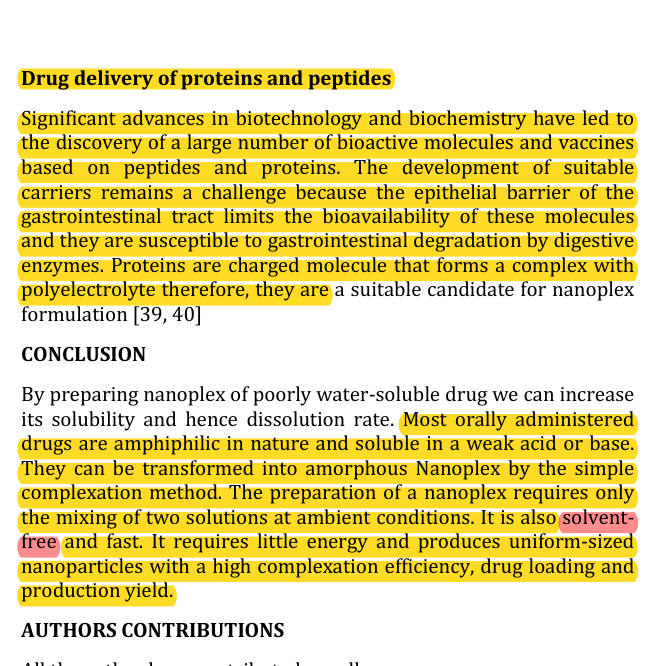 Drug delivery of proteins and peptides
Significant advances in biotechnology and biochemistry have led to
the discovery of a large number of bioactive molecules and vaccines
based on peptides and proteins. The development of suitable
carriers remains a challenge because the epithelial barrier of the
gastrointestinal tract limits the bioavailability of these molecules
and they are susceptible to gastrointestinal degradation by digestive
enzymes. Proteins are charged molecule that forms a complex with
polyelectrolyte therefore, they are a suitable candidate for nanoplex
formulation [39, 40]
CONCLUSION
By preparing nanoplex of poorly water-soluble drug we can increase
its solubility and hence dissolution rate. Most orally administered
drugs are amphiphilic in nature and soluble in a weak acid or base.
They can be transformed into amorphous Nanoplex by the simple
complexation method. The preparation of a nanoplex requires only
the mixing of two solutions at ambient conditions. It is also solvent-
free and fast. It requires little energy and produces uniform-sized
nanoparticles with a high complexation efficiency, drug loading and
production yield.
AUTHORS CONTRIBUTIONS